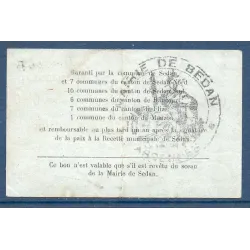 Garanti par la commune de Sedan,
et 7 communes du canton de Sedan-Nord
15 communes du canton de Sedan-Sud
6 communes du canton de
7 communes du canton de
1 commune du canton de Mouzon
et remboursable au plus tard un an après la signature
de la paix à la Recette municipale de Sedan.
Ce bon n'est valable que s'il est revêtu du sceau
de la Mairie de Sedan.
DE SEDAN